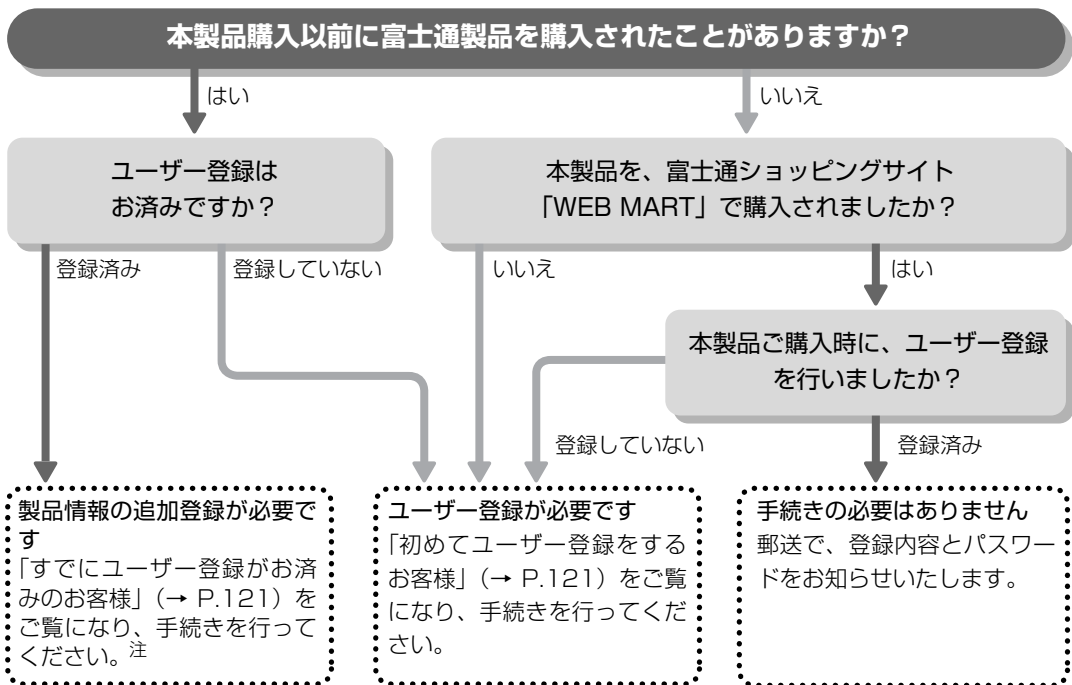 本製品購入以前に富士通製品を購入されたことがありますか?
はい
いいえ
ユーザー登録は
お済みですか?
本製品を、富士通ショッピングサイト
「WEB MART」で購入されましたか?
登録済み
登録していない
いいえ
はい
本製品ご購入時に、ユーザー登録
を行いましたか?
登録していない
登録済み
製品情報の追加登録が必要で
す
「すでにユーザー登録がお済
みのお客様」(→ P.121)を
ご覧になり、手続きを行って
ください。注
ユーザー登録が必要です
「初めてユーザー登録をする
お客様」(→ P.121)をご覧
になり、手続きを行ってくだ
さい。
手続きの必要はありません
郵送で、登録内容とパスワー
ドをお知らせいたします。